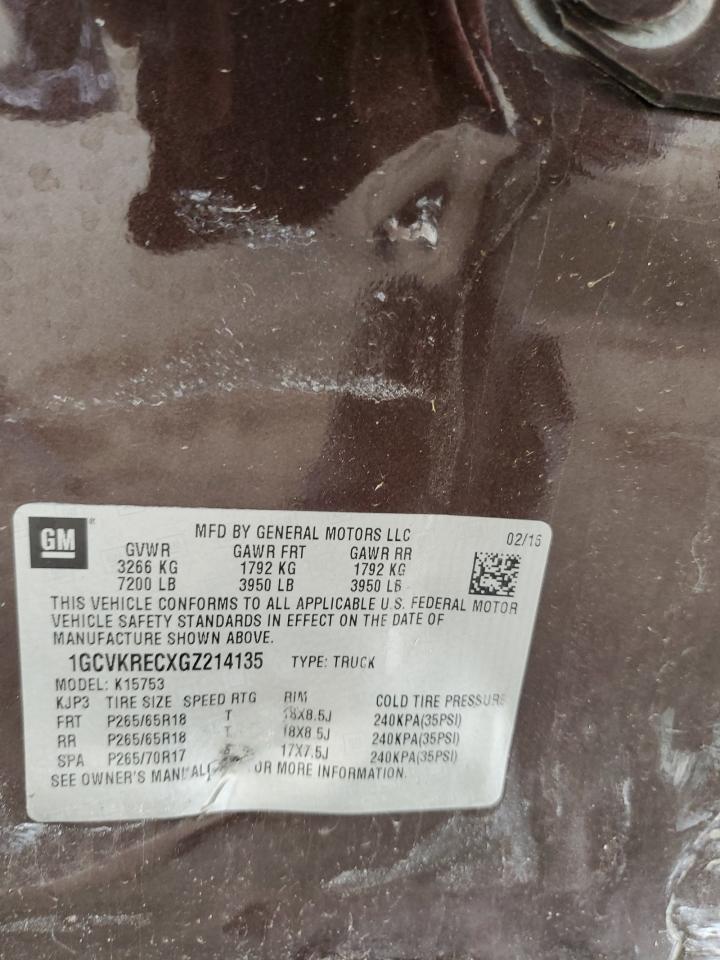 GM
MFD BY GENERAL MOTORS LLC
02/16
GVWR GAWR FRT GAWR RR
3266 KG 1792 KG 1792 KG
7200 LB 3950 LB 3950 LB
THIS VEHICLE CONFORMS TO ALL APPLICABLE U.S. FEDERAL MOTOR
VEHICLE SAFETY STANDARDS IN EFFECT ON THE DATE OF
MANUFACTURE SHOWN ABOVE.
1GCVKRECXGZ214135 TYPE: TRUCK
MODEL: K15753
KJP3 TIRE SIZE SPEED RTG RIM COLD TIRE PRESSURE
FRT P265/65R18 T 18X8.5J 240KPA(35PSI)
RR P265/65R18 T 18X8.5J 240KPA(35PSI)
SPA P265/70R17 17X7.5J 240KPA(35PSI)
SEE OWNER'S MANUAL FOR MORE INFORMATION.